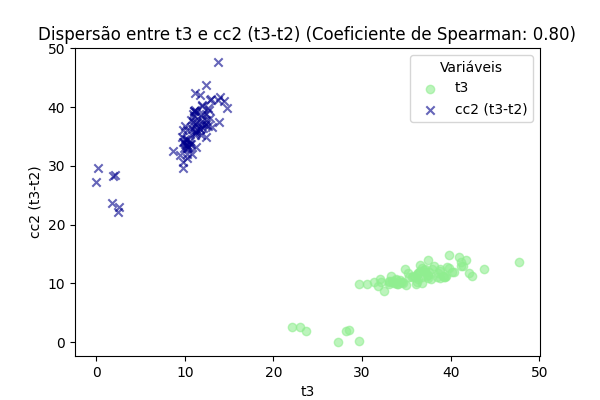 Dispersão entre t3 e cc2 (t3-t2) (Coeficiente de Spearman: 0.80)
Variáveis
t3
cc2 (t3-t2)
cc2 (t3-t2)
50
40
30
20
10
0
0
10
20
30
40
50
t3